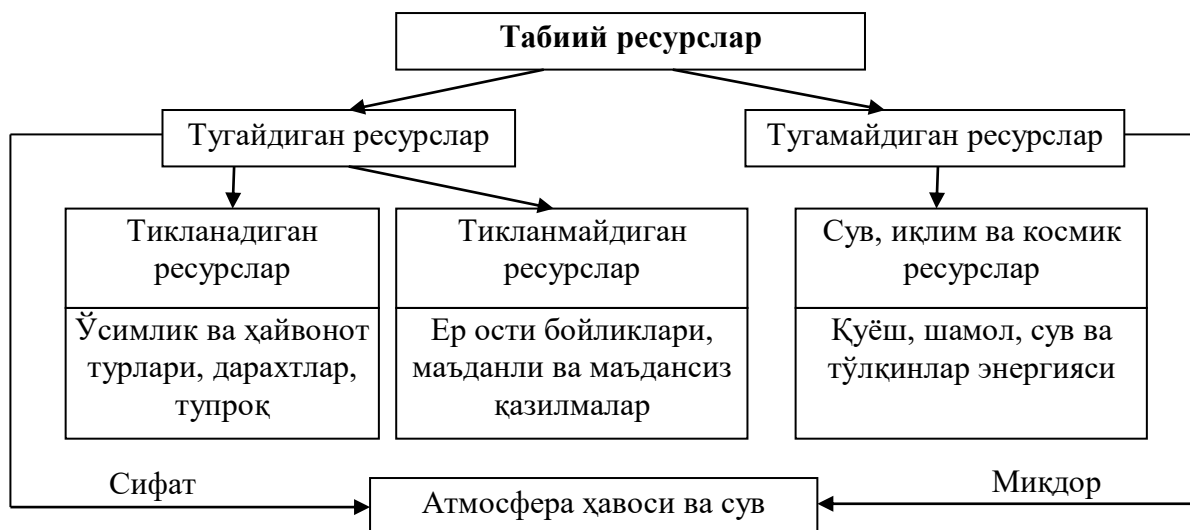 Табиий ресурслар
Тугайдиган ресурслар
Тугамайдиган ресурслар
Тикланадиган
ресурслар
Ўсимлик ва ҳайвонот
турлари, дарахтлар,
тупроқ
Тикланмайдиган
ресурслар
Ер ости бойликлари,
маъданли ва маъдансиз
қазилмалар
Сув, иқлим ва космик
ресурслар
Қуёш, шамол, сув ва
тўлқинлар энергияси
Сифат
Атмосфера ҳавоси ва сув
Миқдор